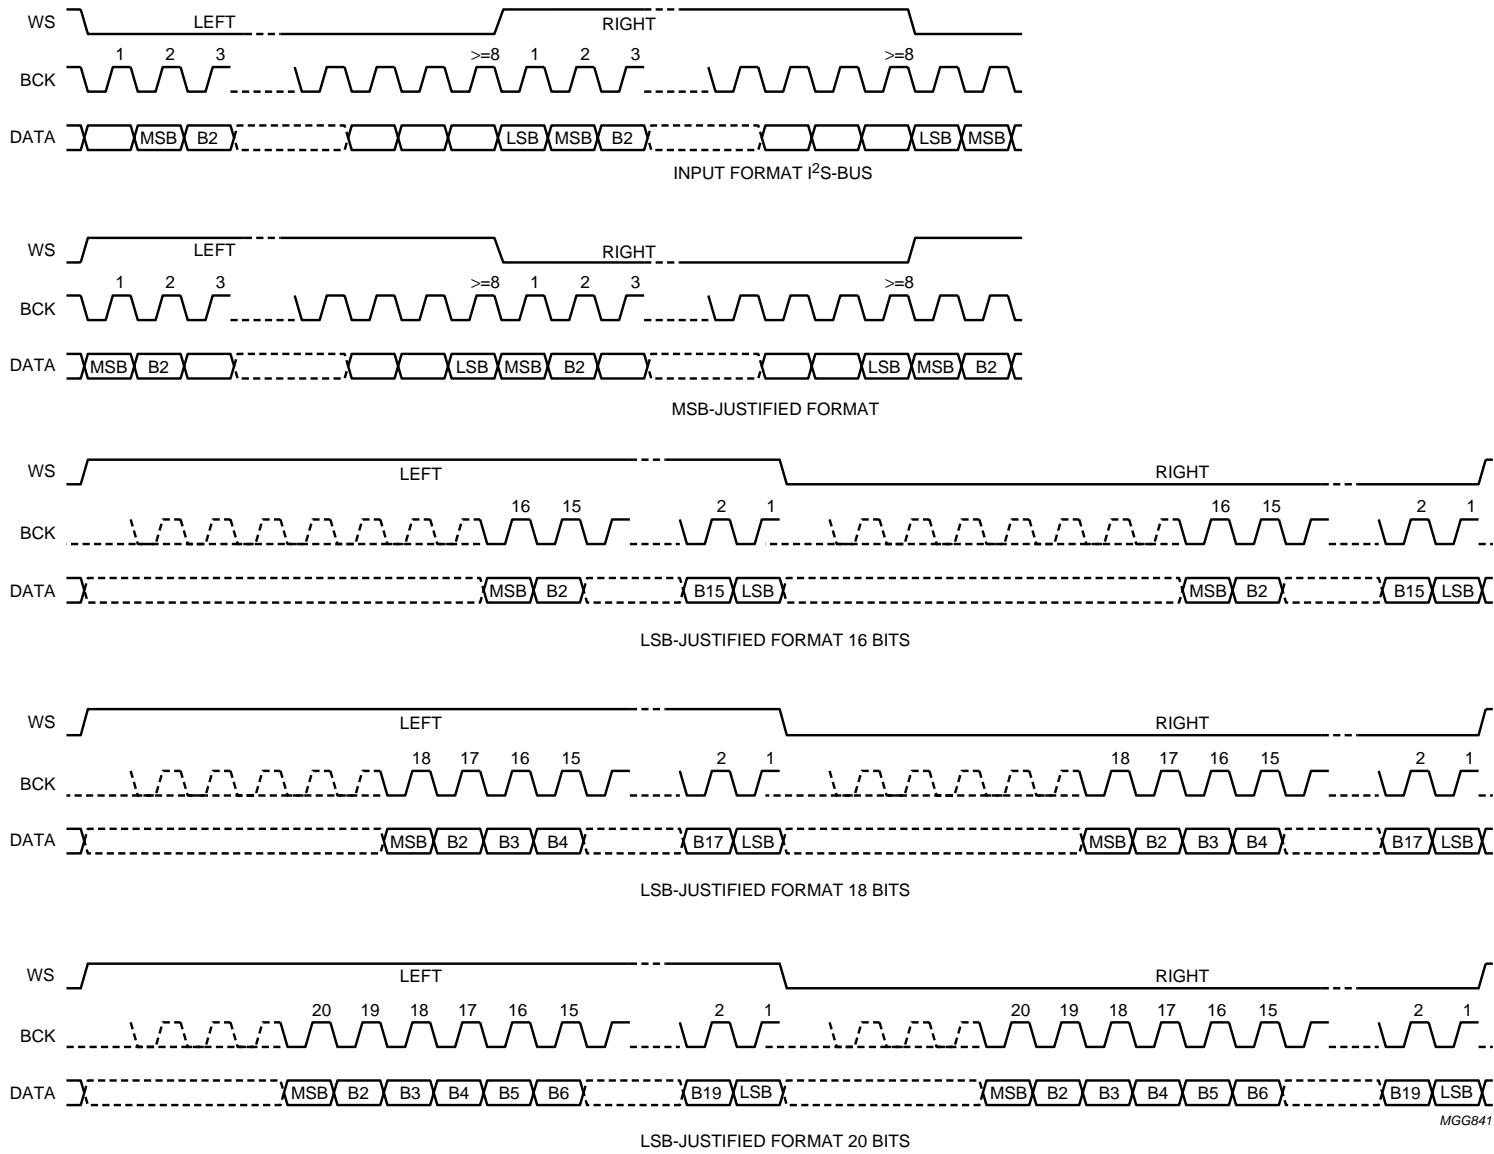 WS LEFT RIGHT
1 2 3 >=8 1 2 3 >=8
BCK
DATA MSB B2 LSB MSB B2 LSB MSB
INPUT FORMAT I²S-BUS
WS LEFT RIGHT
1 2 3 >=8 1 2 3 >=8
BCK
DATA MSB B2 LSB MSB B2 LSB MSB B2
MSB-JUSTIFIED FORMAT
WS LEFT RIGHT
16 15 2 1 16 15 2 1
BCK
DATA MSB B2 B15 LSB MSB B2 B15 LSB
LSB-JUSTIFIED FORMAT 16 BITS
WS LEFT RIGHT
18 17 16 15 2 1 18 17 16 15 2 1
BCK
DATA MSB B2 B3 B4 B17 LSB MSB B2 B3 B4 B17 LSB
LSB-JUSTIFIED FORMAT 18 BITS
WS LEFT RIGHT
20 19 18 17 16 15 2 1 20 19 18 17 16 15 2 1
BCK
DATA MSB B2 B3 B4 B5 B6 B19 LSB MSB B2 B3 B4 B5 B6 B19 LSB
MGG841
LSB-JUSTIFIED FORMAT 20 BITS